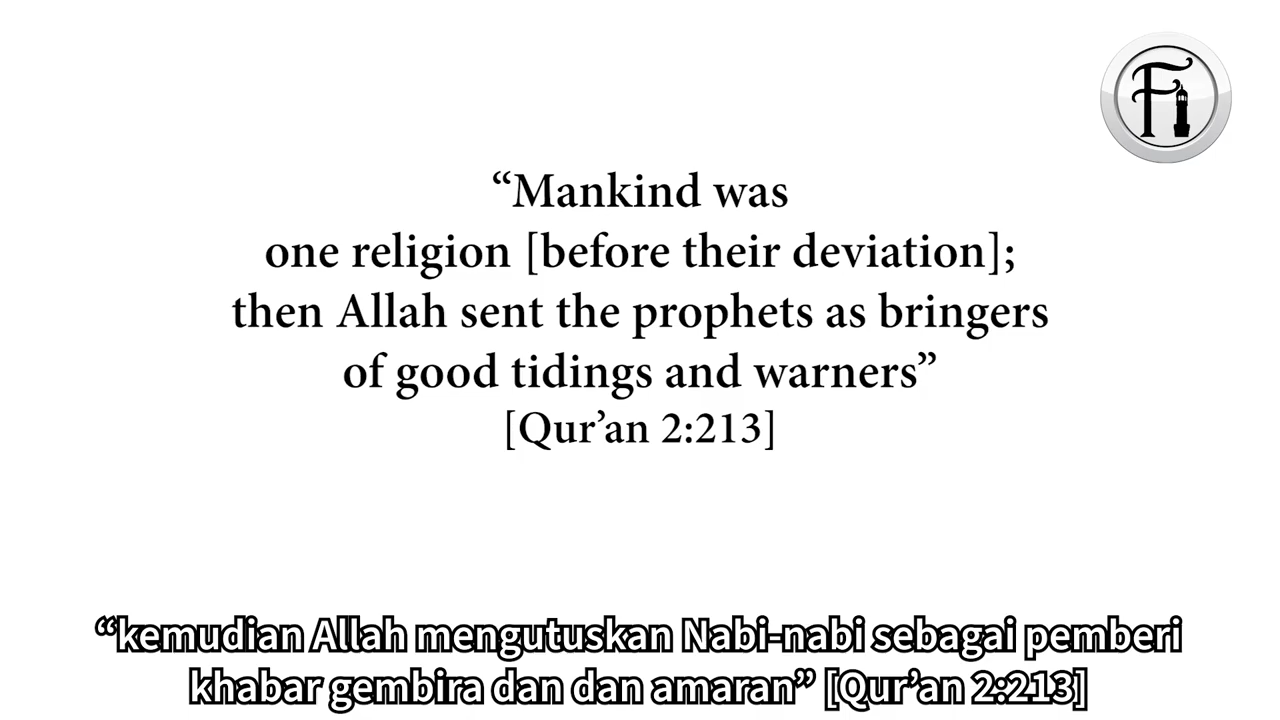 Fi
“Mankind was
one religion [before their deviation];
then Allah sent the prophets as bringers
of good tidings and warners”
[Qur’an 2:213]
“kemudian Allah mengutuskan Nabi-nabi sebagai pemberi
khabar gembira dan dan amaran” [Qur’an 2:213]